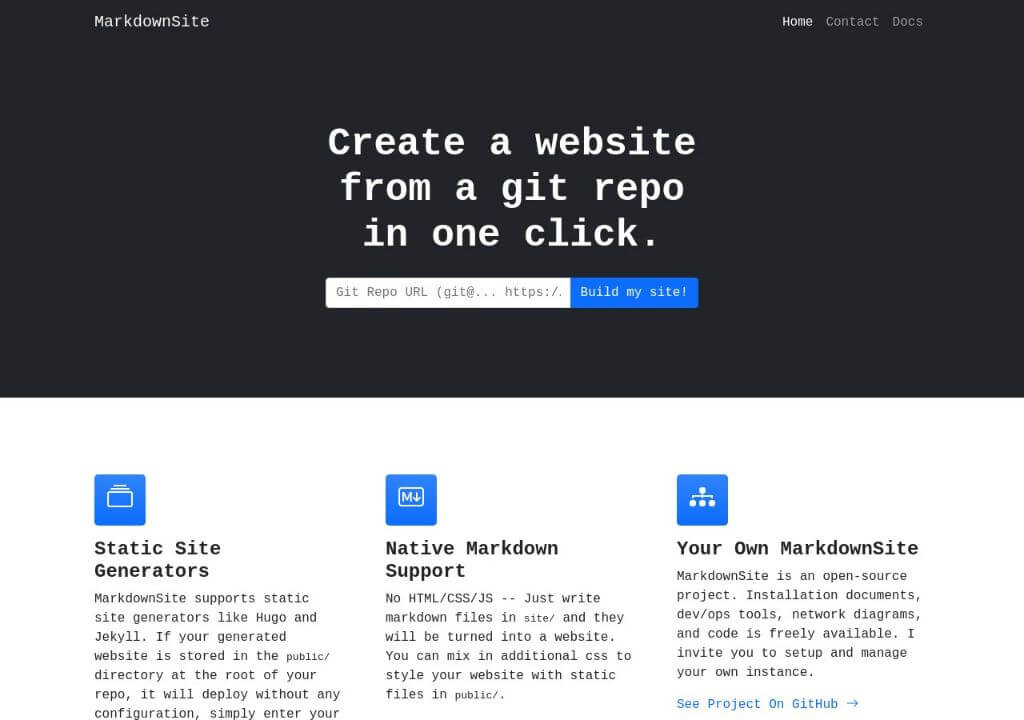 MarkdownSite
Home Contact Docs
Create a website
from a git repo
in one click.
Git Repo URL (git@... https:/.
Build my site!
Static Site
Generators
MarkdownSite supports static
site generators like Hugo and
Jekyll. If your generated
website is stored in the public/
directory at the root of your
repo, it will deploy without any
configuration, simply enter your
Native Markdown
Support
No HTML/CSS/JS -- Just write
markdown files in site/ and they
will be turned into a website.
You can mix in additional css to
style your website with static
files in public/.
Your Own MarkdownSite
MarkdownSite is an open-source
project. Installation documents,
dev/ops tools, network diagrams,
and code is freely available. I
invite you to setup and manage
your own instance.
See Project On GitHub →